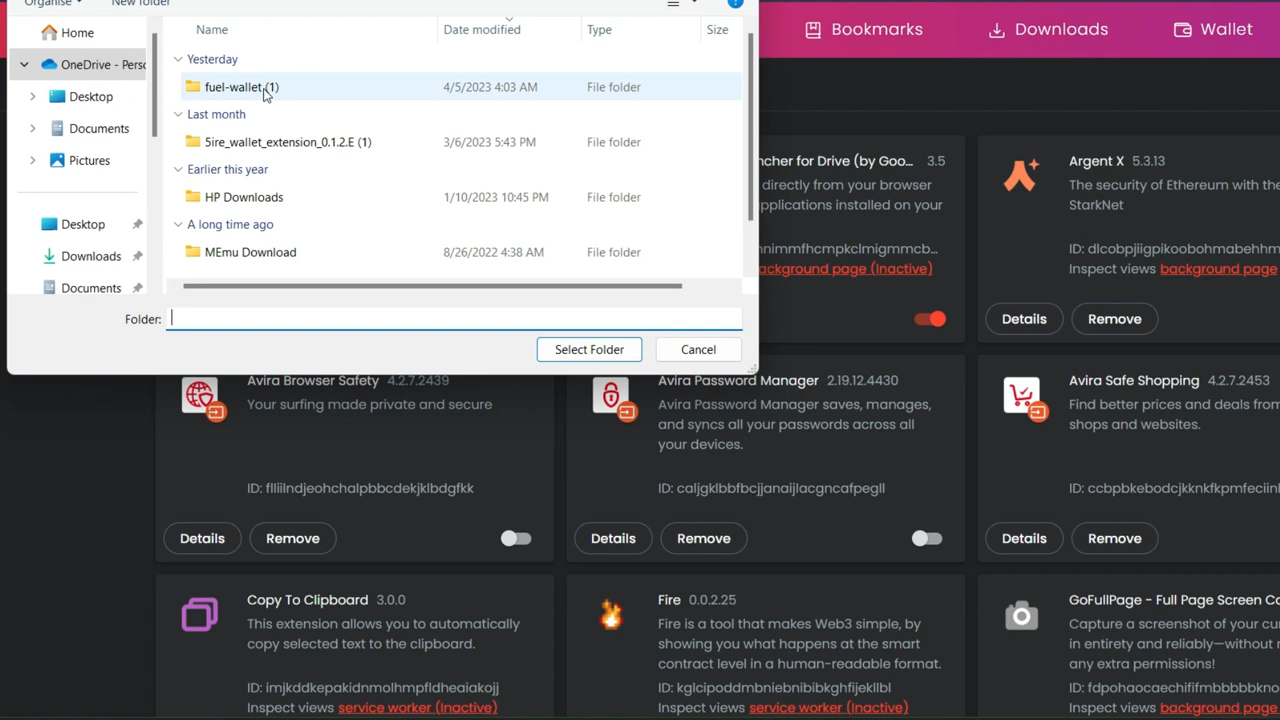 Organise
New folder
?
Home
OneDrive - Perso
Desktop
Documents
Pictures
Desktop
Downloads
Documents
Name
Date modified
Type
Size
Yesterday
fuel-wallet (1)
4/5/2023 4:03 AM
File folder
Last month
5ire_wallet_extension_0.1.2.E (1)
3/6/2023 5:43 PM
File folder
Earlier this year
HP Downloads
1/10/2023 10:45 PM
File folder
A long time ago
MEmu Download
8/26/2022 4:38 AM
File folder
Folder:
Select Folder
Cancel
Bookmarks
Downloads
Wallet
ncher for Drive (by Goo... 3.5
directly from your browser
pplications installed on your
nimmfhcmpkclmigmmcb...
ackground page (Inactive)
Argent X 5.3.13
The security of Ethereum with the
StarkNet
ID: dlcobpjiigpikoobohmabehhm
Inspect views background page
Details
Remove
Avira Browser Safety 4.2.7.2439
Your surfing made private and secure
ID: flliilndjeohchalpbbcdekjklbdgfkk
Details
Remove
Avira Password Manager 2.19.12.4430
Avira Password Manager saves, manages,
and syncs all your passwords across all
your devices.
ID: caljgklbbfbcjjanaijlacgncafpegll
Details
Remove
Avira Safe Shopping 4.2.7.2453
Find better prices and deals from
shops and websites.
ID: ccbpbkebodcjkknkfkpmfeciinh
Details
Remove
Copy To Clipboard 3.0.0
This extension allows you to automatically
copy selected text to the clipboard.
ID: imjkddkepakidnmolhmpfldheaiakojj
Inspect views service worker (Inactive)
Fire 0.0.2.25
Fire is a tool that makes Web3 simple, by
showing you what happens at the smart
contract level in a human-readable format.
ID: kglcipoddmbniebnibibkghfijekllbl
Inspect views service worker (Inactive)
GoFullPage - Full Page Screen Ca
Capture a screenshot of your cur
in entirety and reliably—without r
any extra permissions!
ID: fdpohaocaechififmbbbbbkno
Inspect views background page